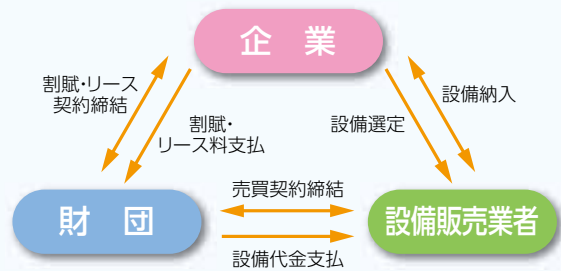 企　業
割賦・リース
契約締結
割賦・
リース料支払
設備選定
設備納入
財　団
売買契約締結
設備代金支払
設備販売業者